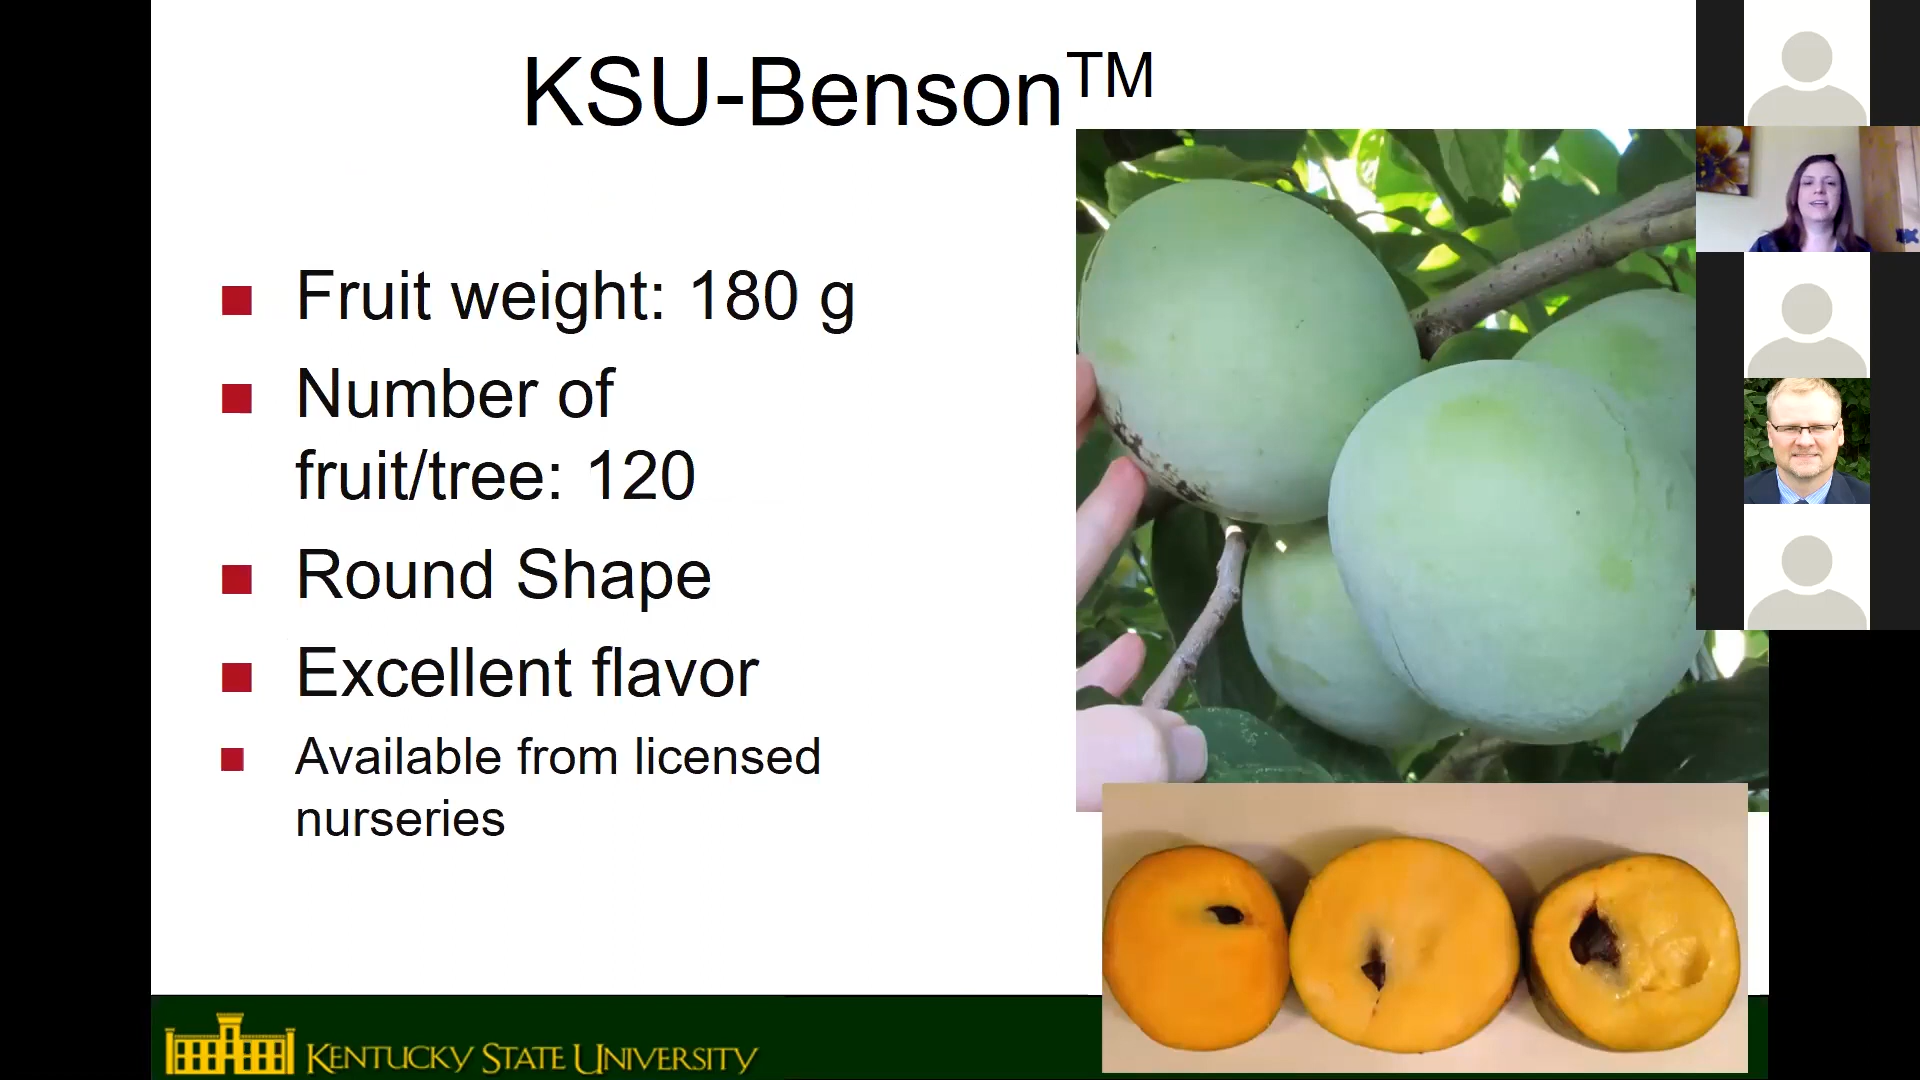 KSU-Benson™
Fruit weight: 180 g
Number of
fruit/tree: 120
Round Shape
Excellent flavor
Available from licensed
nurseries
KENTUCKY STATE UNIVERSITY